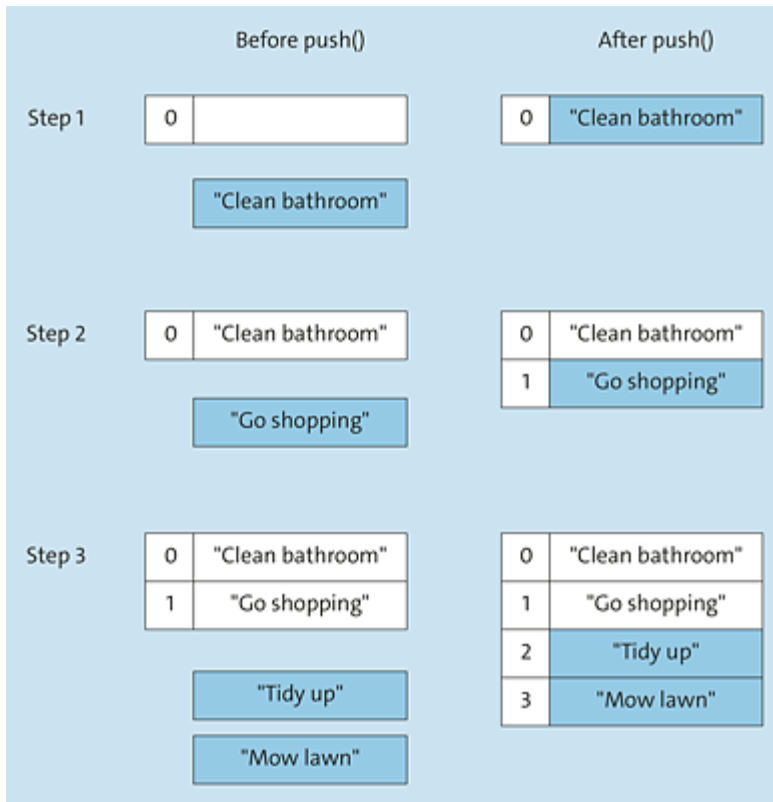 Before push() After push()
Step 1 0 0 "Clean bathroom"
"Clean bathroom"
Step 2 0 "Clean bathroom" 0 "Clean bathroom"
1 "Go shopping"
"Go shopping"
Step 3 0 "Clean bathroom" 0 "Clean bathroom"
1 "Go shopping" 1 "Go shopping"
2 "Tidy up"
"Tidy up"
3 "Mow lawn"
"Mow lawn"